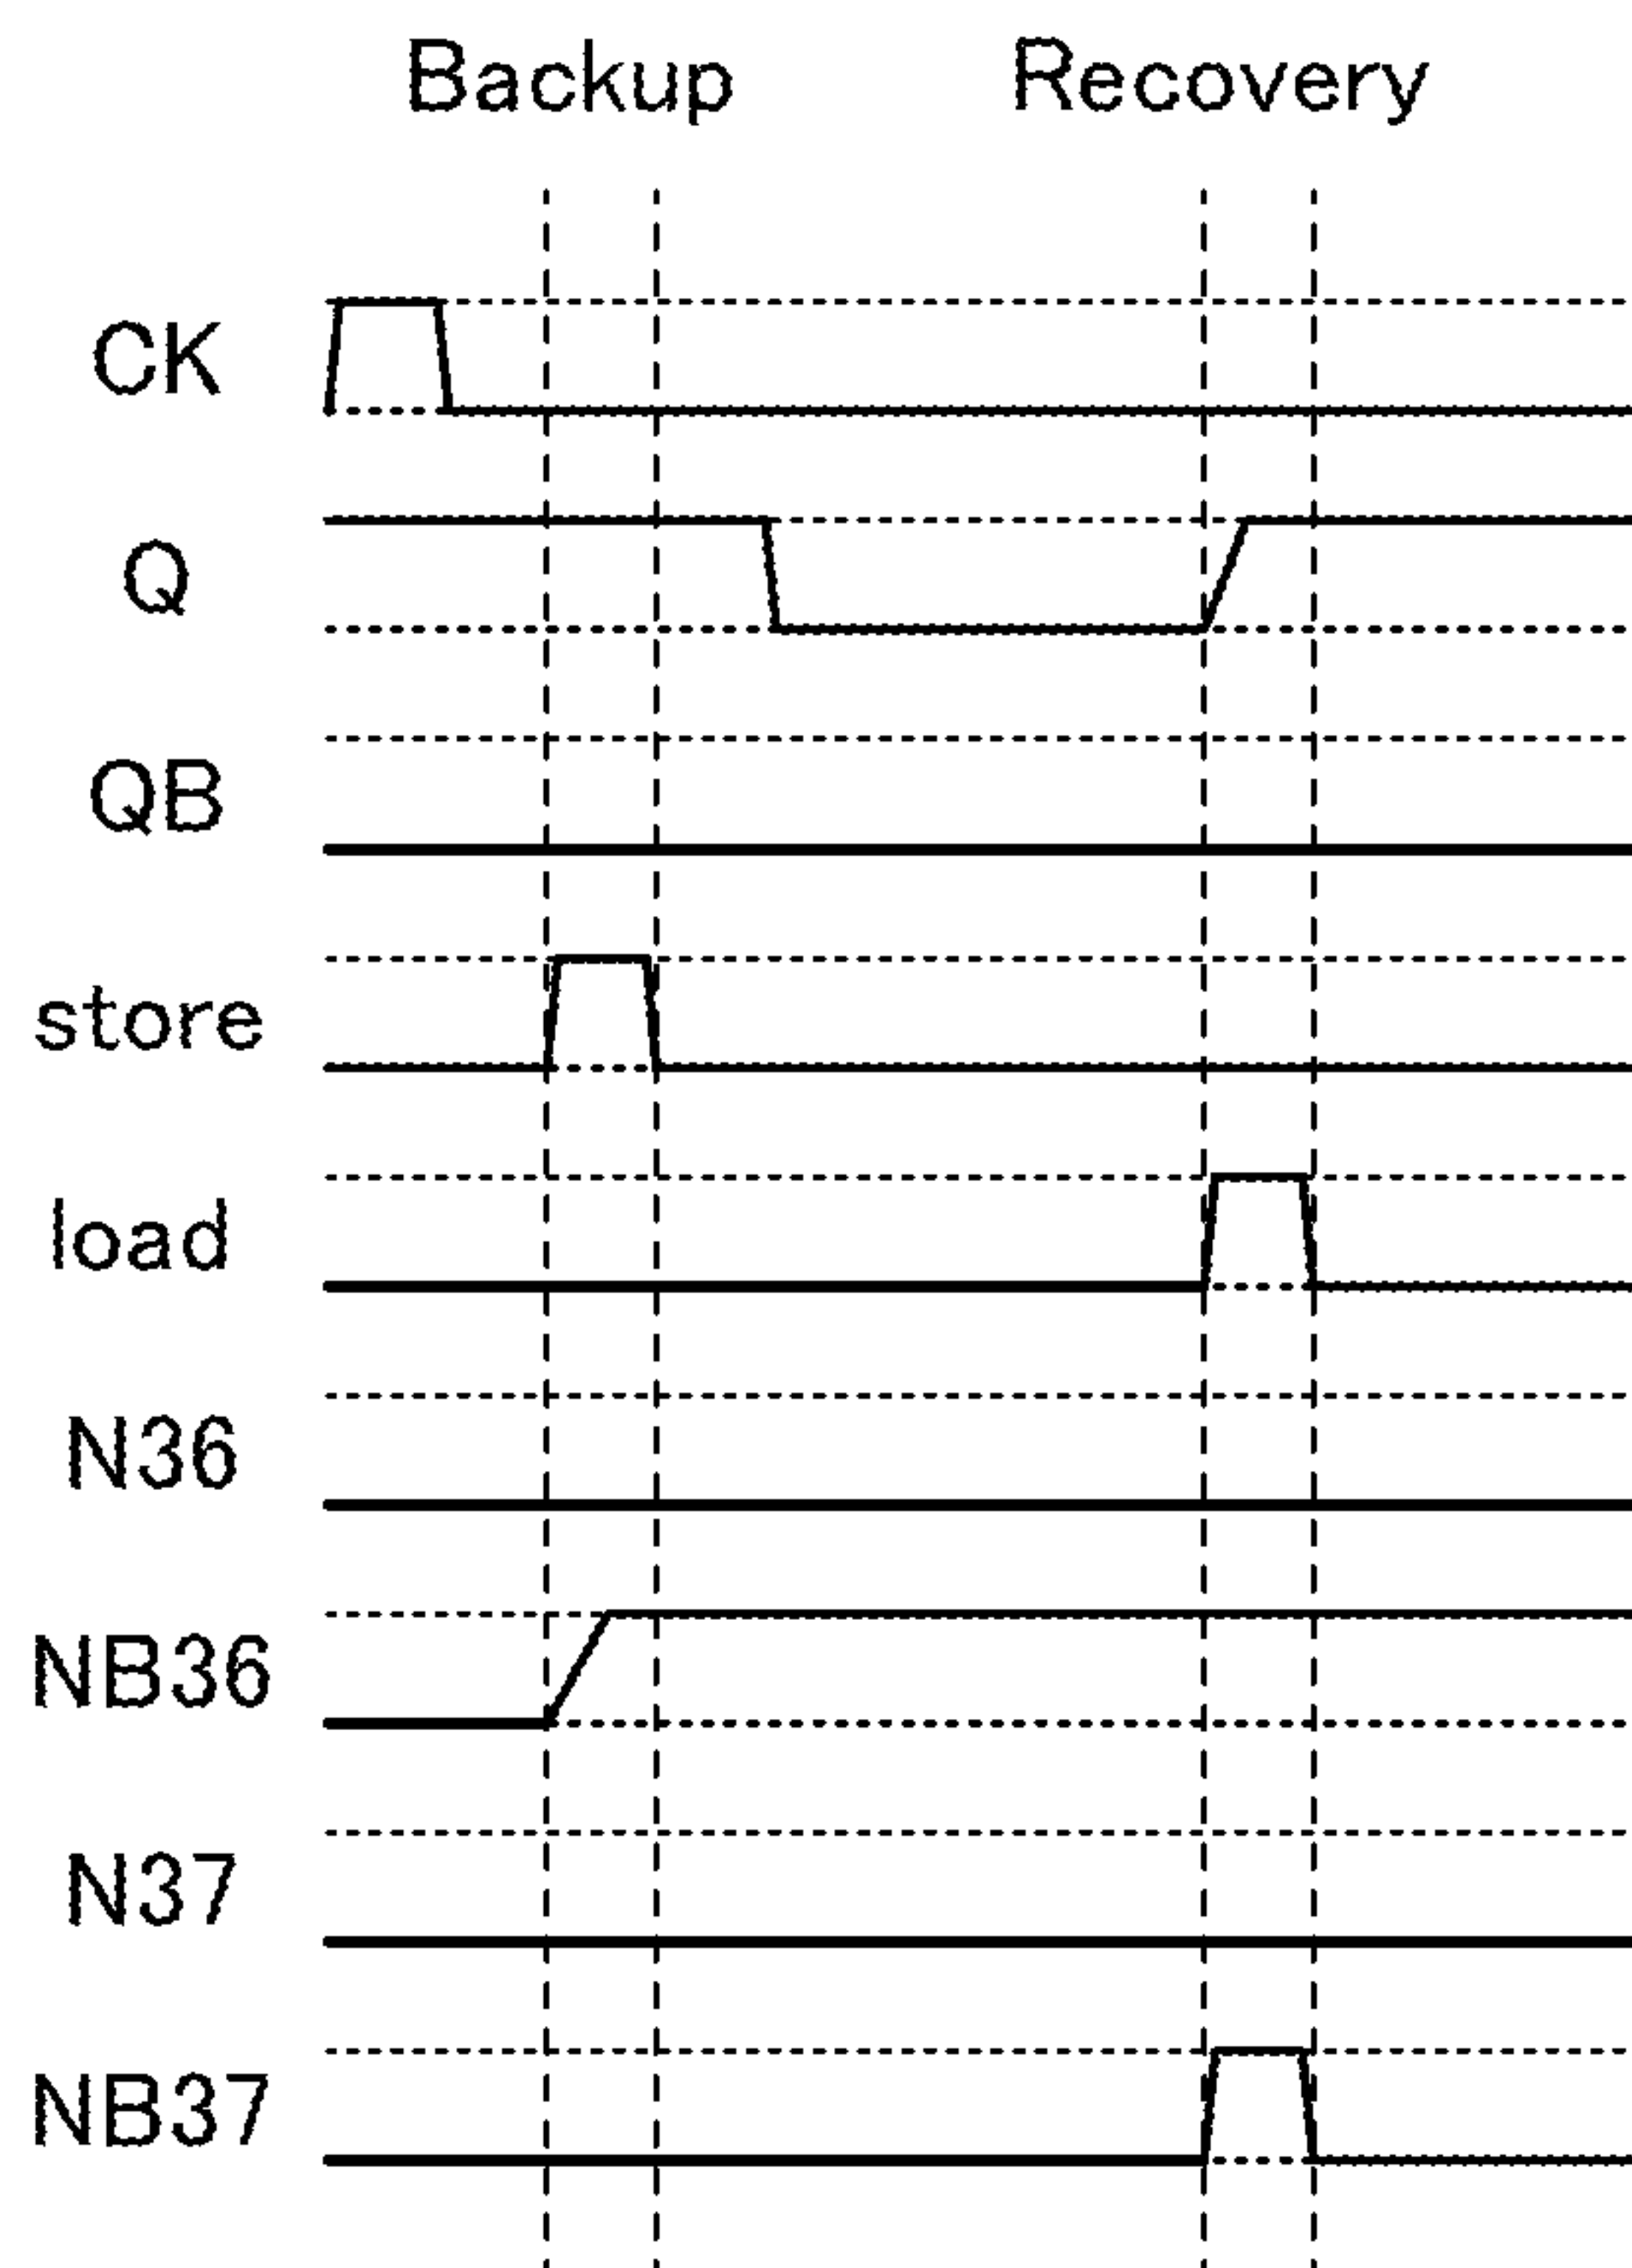 Backup Recovery
CK
Q
QB
store
load
N36
NB36
N37
NB37